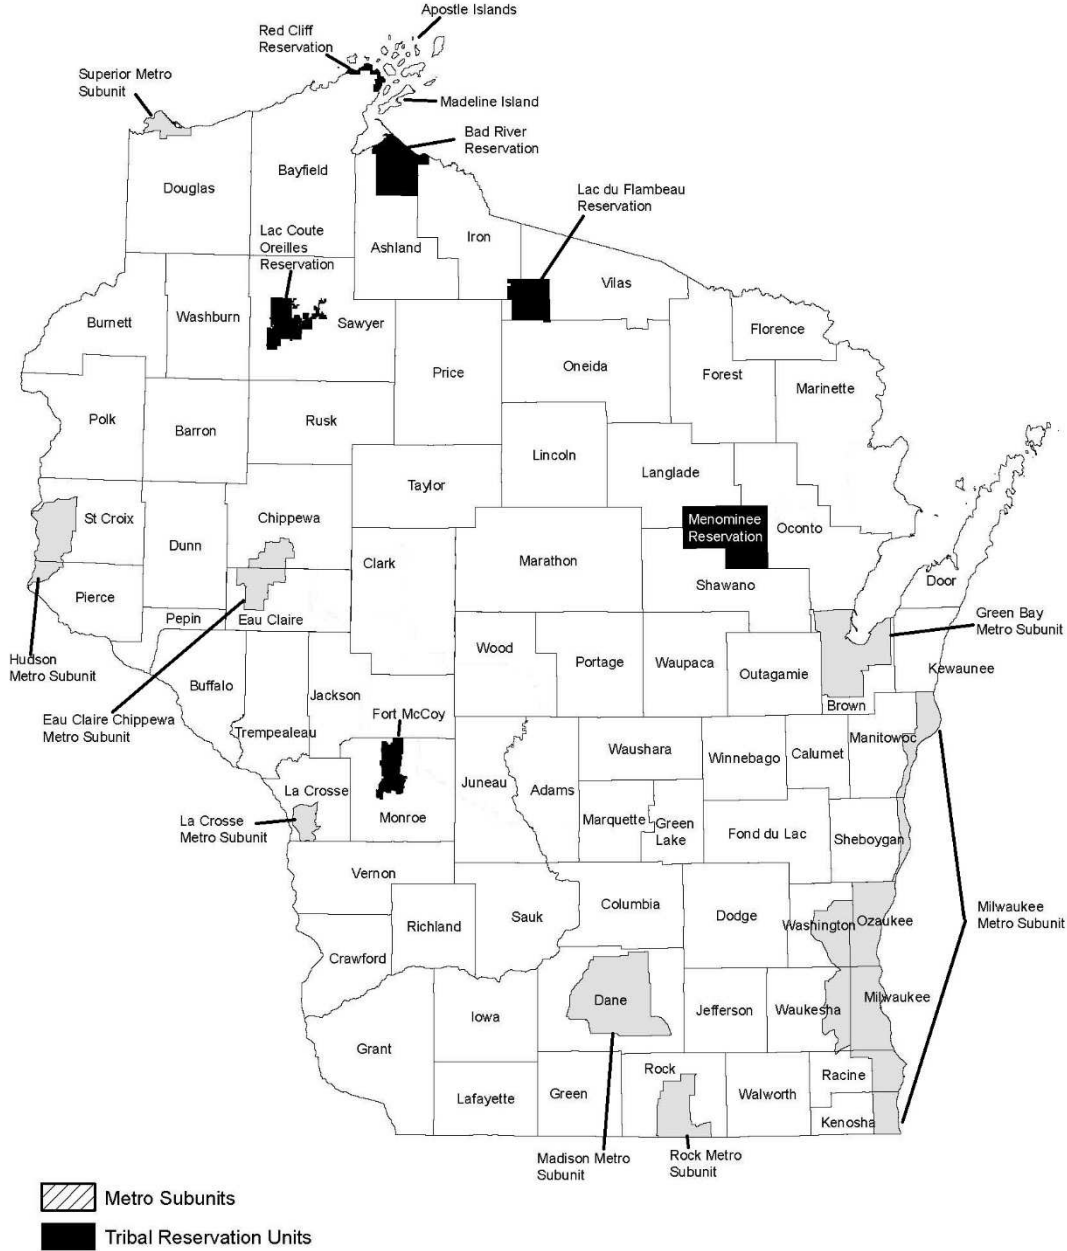 Apostle Islands
Red Cliff
Reservation
Superior Metro
Subunit
Madeline Island
Bad River
Reservation
Bayfield
Douglas
Lac du Flambeau
Reservation
Lac Coute
Oreilles
Reservation
Ashland
Iron
Vilas
Burnett
Washburn
Sawyer
Florence
Price
Oneida
Forest
Marinette
Polk
Barron
Rusk
Lincoln
Langlade
Taylor
St Croix
Chippewa
Menominee
Reservation
Oconto
Dunn
Clark
Marathon
Shawano
Door
Pierce
Pepin
Eau Claire
Green Bay
Metro Subunit
Hudson
Metro Subunit
Wood
Portage
Waupaca
Outagamie
Kewaunee
Buffalo
Jackson
Brown
Eau Claire Chippewa
Metro Subunit
Fort McCoy
Trempealeau
Manitowoc
Waushara
Winnebago
Calumet
Juneau
Adams
La Crosse
La Crosse
Metro Subunit
Monroe
Marquette
Green
Lake
Fond du Lac
Sheboygan
Vernon
Columbia
Dodge
Milwaukee
Metro Subunit
Richland
Sauk
Washington
Ozaukee
Crawford
Dane
Iowa
Jefferson
Waukesha
Milwaukee
Grant
Rock
Racine
Lafayette
Green
Walworth
Kenosha
Madison Metro
Subunit
Rock Metro
Subunit
Metro Subunits
Tribal Reservation Units